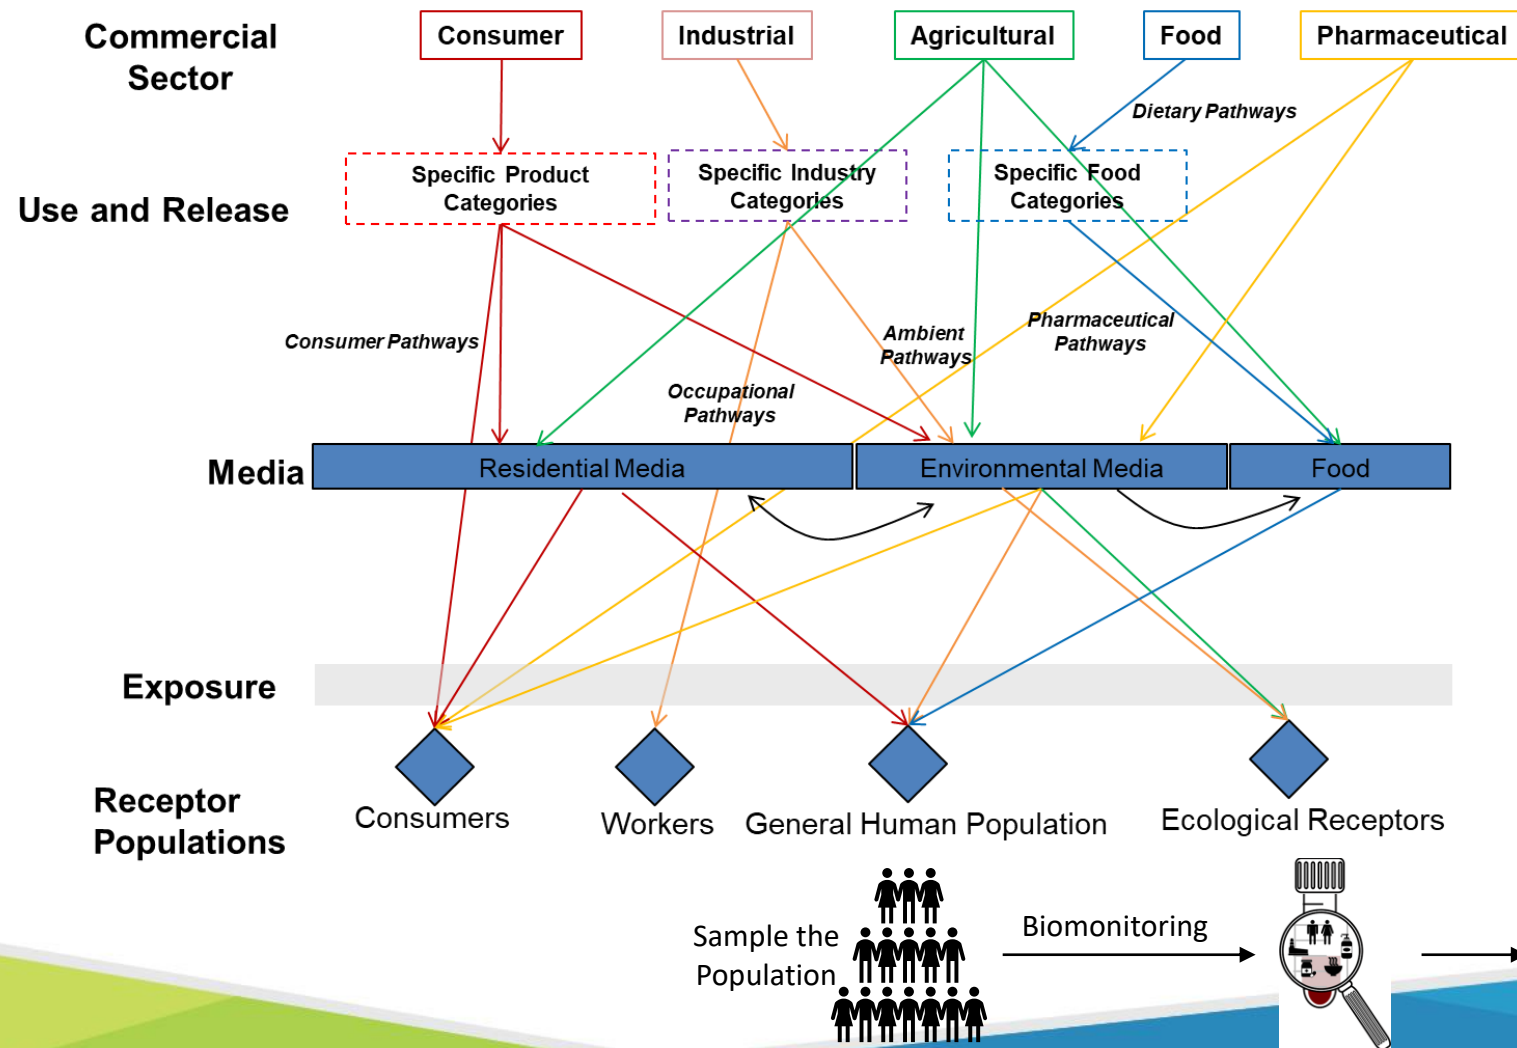 Commercial
Sector
Consumer
Industrial
Agricultural
Food
Pharmaceutical
Dietary Pathways
Use and Release
Specific Product
Categories
Specific Industry
Categories
Specific Food
Categories
Consumer Pathways
Occupational
Pathways
Ambient
Pathways
Pharmaceutical
Pathways
Media
Residential Media
Environmental Media
Food
Exposure
Receptor
Populations
Consumers
Workers
General Human Population
Ecological Receptors
Sample the
Population
Biomonitoring